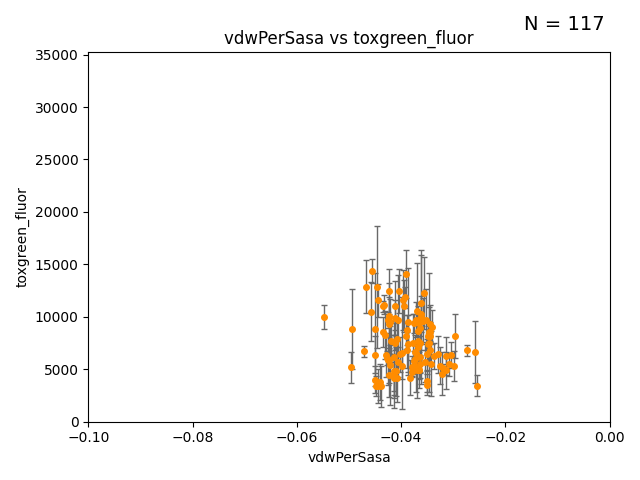 N = 117
vdwPerSasa vs toxgreen_fluor
35000
30000
25000
20000
15000
10000
5000
0
toxgreen_fluor
−0.10 −0.08 −0.06 −0.04 −0.02 0.00
vdwPerSasa